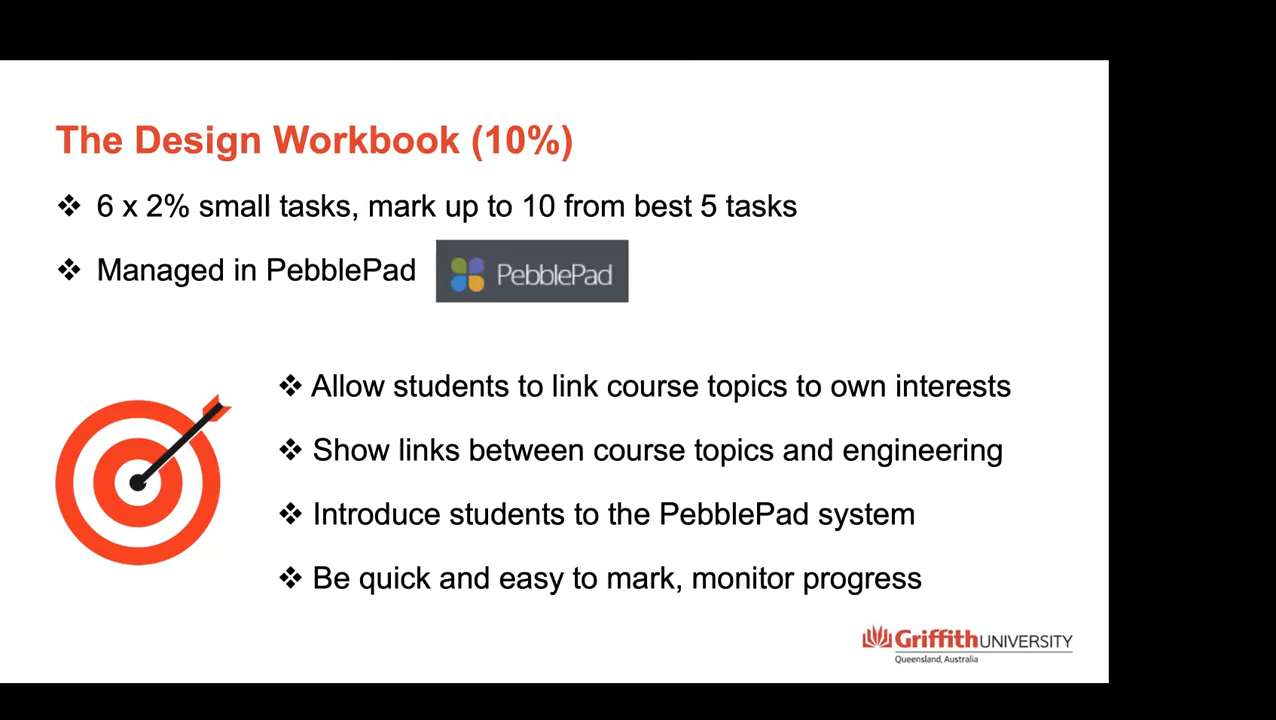 The Design Workbook (10%)
❖ 6 x 2% small tasks, mark up to 10 from best 5 tasks
❖ Managed in PebblePad
PebblePad
❖ Allow students to link course topics to own interests
❖ Show links between course topics and engineering
❖ Introduce students to the PebblePad system
❖ Be quick and easy to mark, monitor progress
Griffith UNIVERSITY
Queensland, Australia